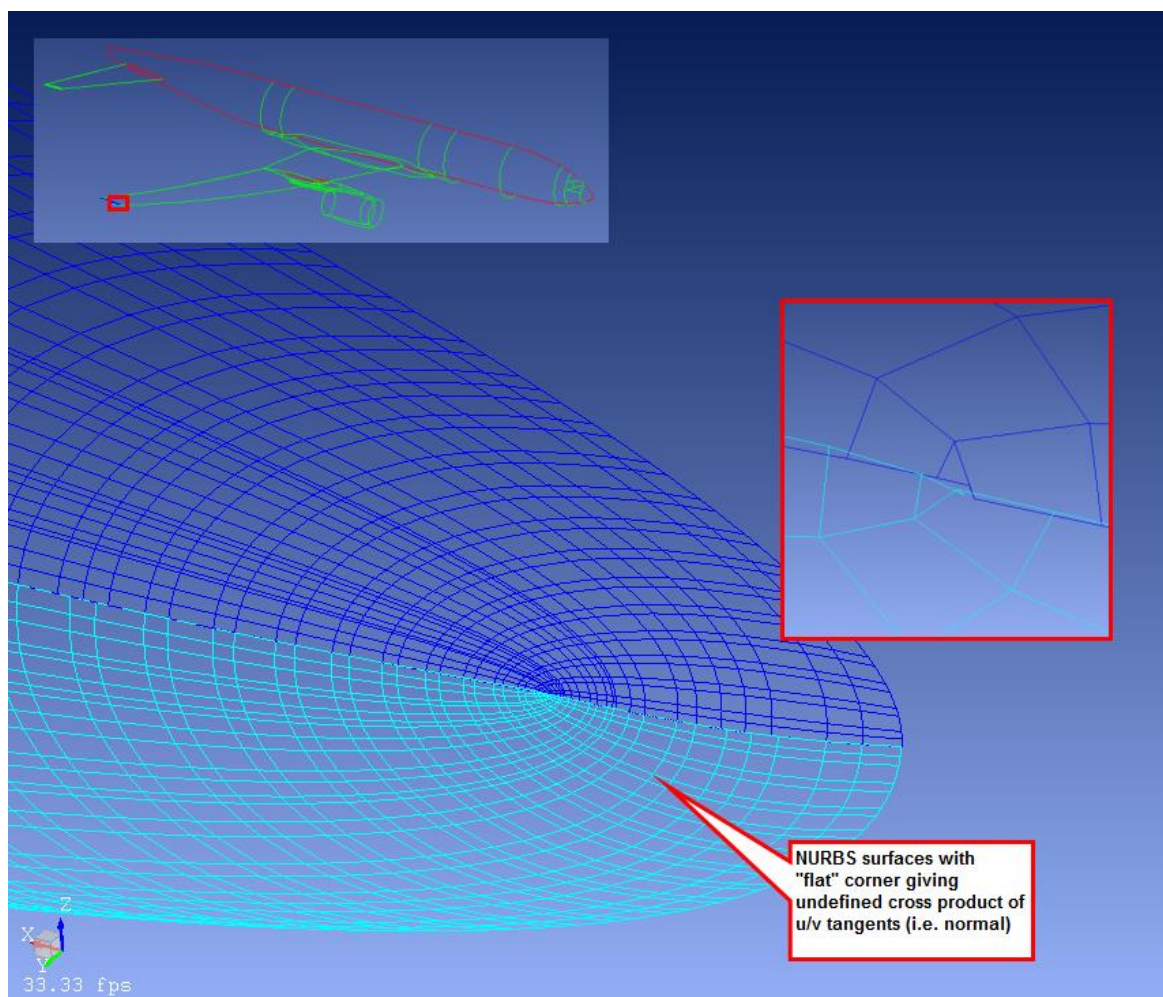 NURBS surfaces with
"flat" corner giving
undefined cross product of
u/v tangents (i.e. normal)
Z
X
Y
33.33 fps